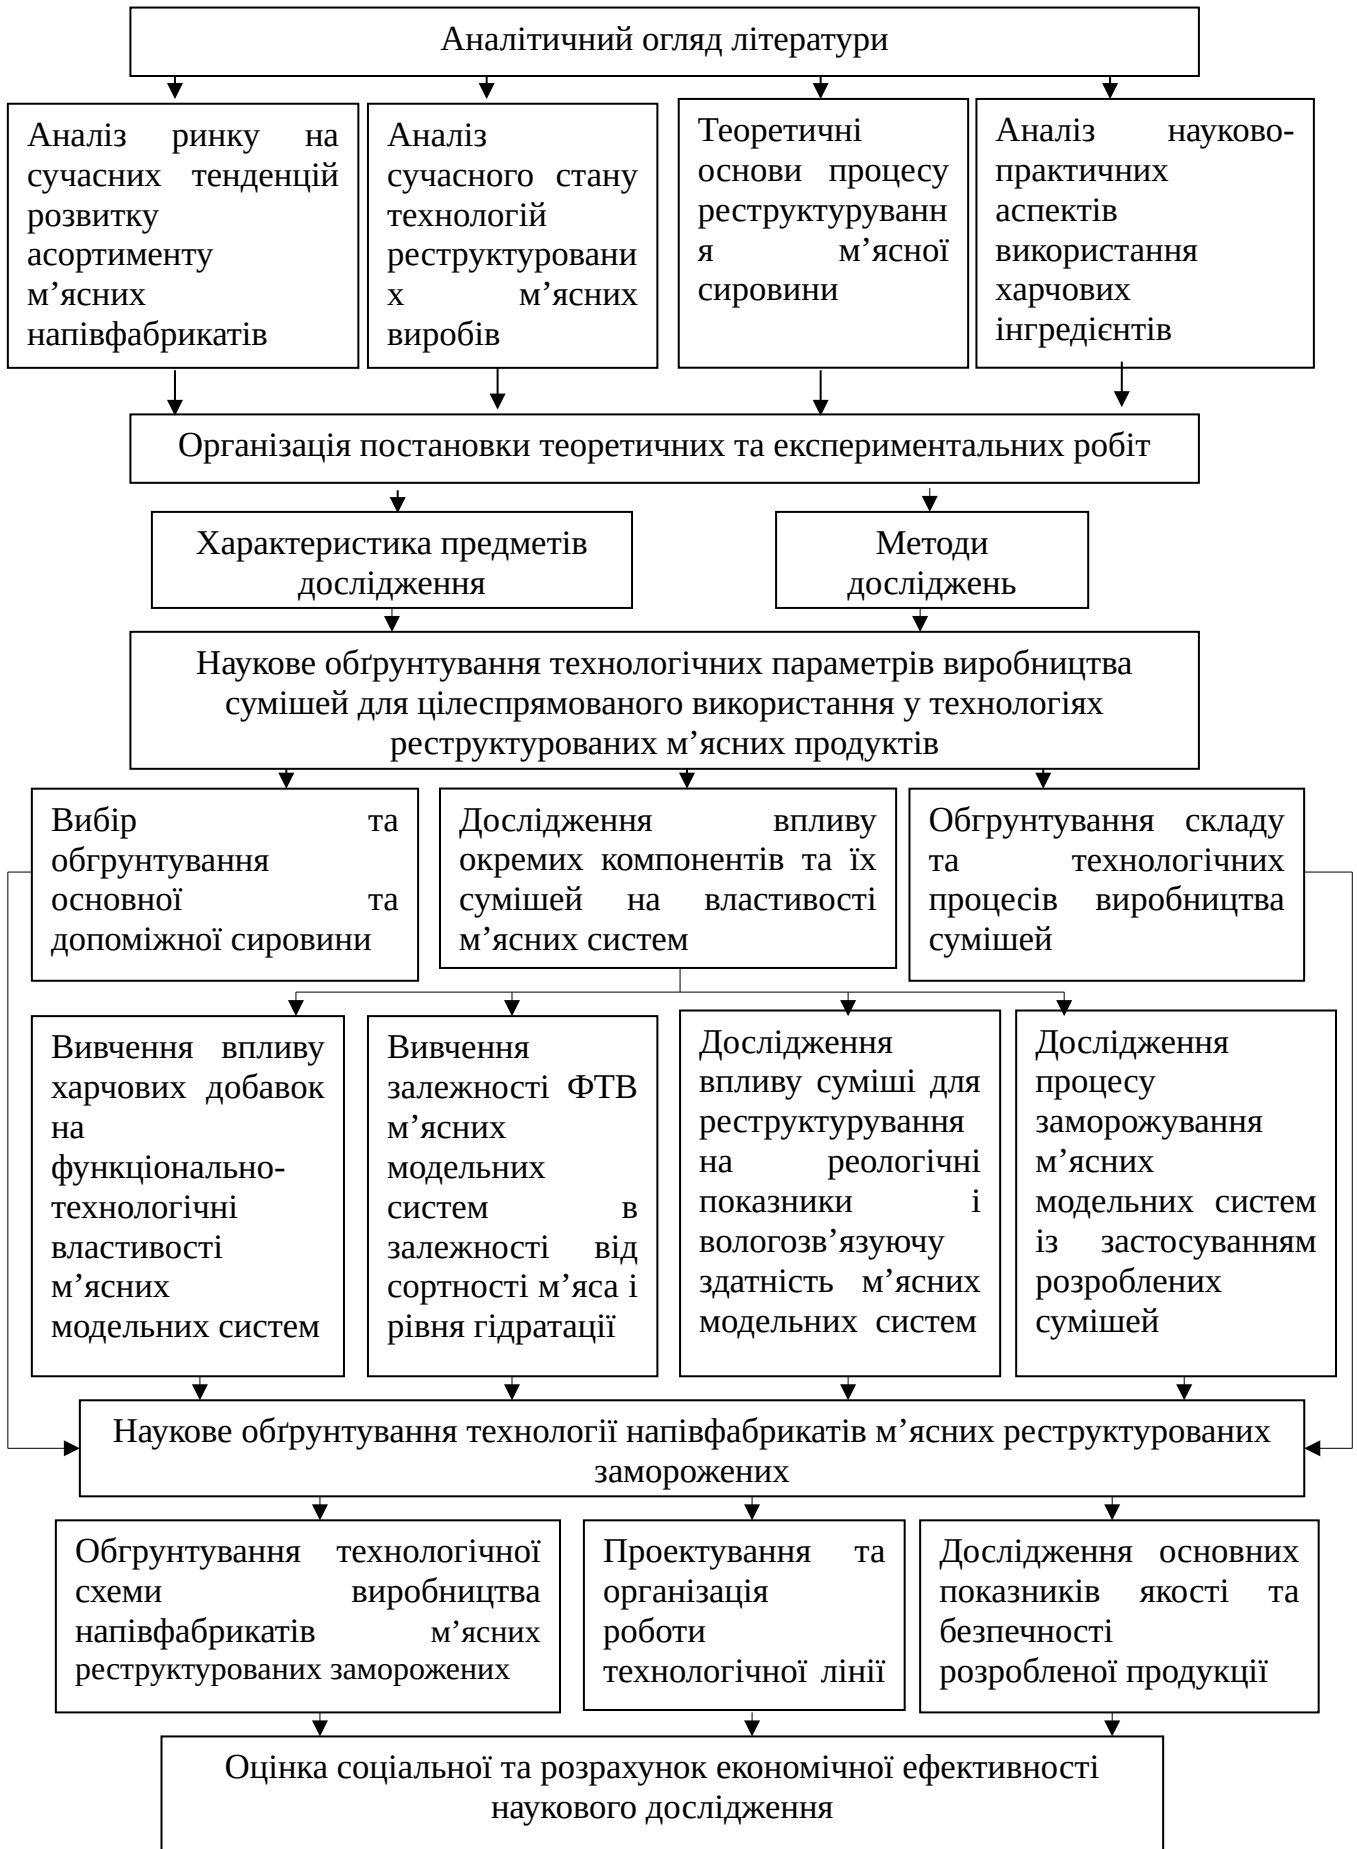 Аналітичний огляд літератури
Аналіз ринку на
сучасних тенденцій
розвитку
асортименту
м’ясних
напівфабрикатів
Аналіз
сучасного стану
технологій
реструктуровани
х м’ясних
виробів
Теоретичні
основи процесу
реструктуруванн
я м’ясної
сировини
Аналіз науково-
практичних
аспектів
використання
харчових
інгредієнтів
Організація постановки теоретичних та експериментальних робіт
Характеристика предметів
дослідження
Методи
досліджень
Наукове обґрунтування технологічних параметрів виробництва
сумішей для цілеспрямованого використання у технологіях
реструктурованих м’ясних продуктів
Вибір та
обгрунтування
основної та
допоміжної сировини
Дослідження впливу
окремих компонентів та їх
сумішей на властивості
м’ясних систем
Обгрунтування складу
та технологічних
процесів виробництва
сумішей
Вивчення впливу
харчових добавок
на
функціонально-
технологічні
властивості
м’ясних
модельних систем
Вивчення
залежності ФТВ
м’ясних
модельних
систем в
залежності від
сортності м’яса і
рівня гідратації
Дослідження
впливу суміші для
реструктурування
на реологічні
показники і
вологозв’язуючу
здатність м’ясних
модельних систем
Дослідження
процесу
заморожування
м’ясних
модельних систем
із застосуванням
розроблених
сумішей
Наукове обґрунтування технології напівфабрикатів м’ясних реструктурованих
заморожених
Обгрунтування технологічної
схеми виробництва
напівфабрикатів м’ясних
реструктурованих заморожених
Проектування та
організація
роботи
технологічної лінії
Дослідження основних
показників якості та
безпечності
розробленої продукції
Оцінка соціальної та розрахунок економічної ефективності
наукового дослідження